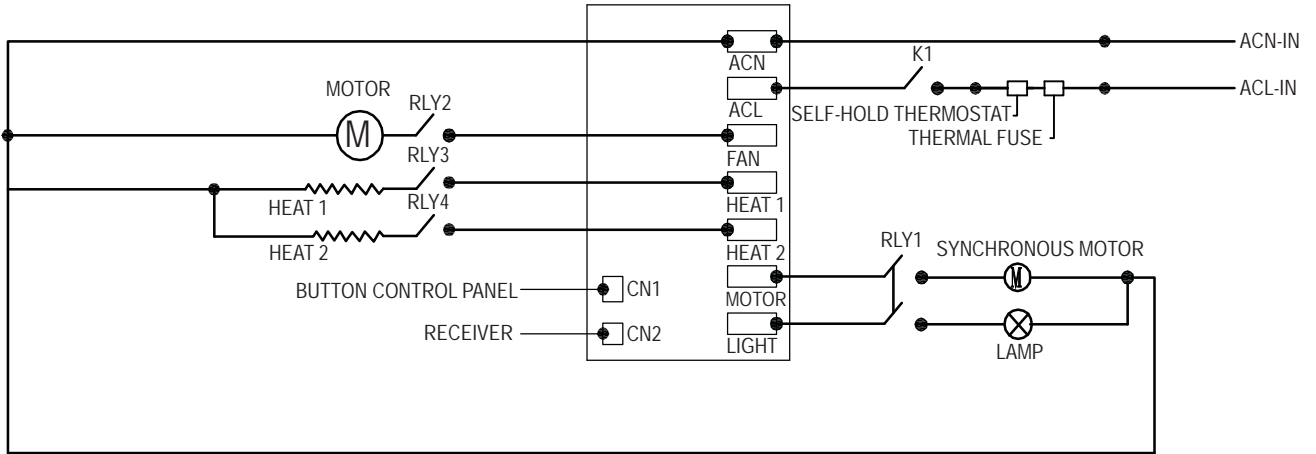 ACN-IN
ACN
K1
ACL-IN
MOTOR
RLY2
ACL
SELF-HOLD THERMOSTAT
M
THERMAL FUSE
FAN
RLY3
HEAT 1
HEAT 1
RLY4
HEAT 2
HEAT 2
RLY1
SYNCHRONOUS MOTOR
M
BUTTON CONTROL PANEL
CN1
MOTOR
RECEIVER
CN2
LIGHT
LAMP